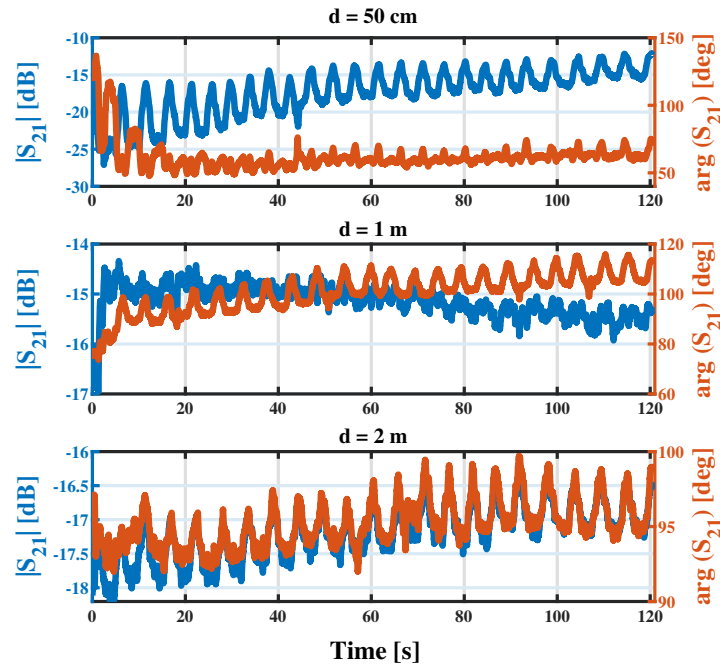 d = 50 cm
-10
-15
-20
-25
-30
|S21| [dB]
150
100
50
arg (S21) [deg]
0 20 40 60 80 100 120
d = 1 m
-14
-15
-16
-17
|S21| [dB]
120
100
80
60
arg (S21) [deg]
0 20 40 60 80 100 120
d = 2 m
-16
-16.5
-17
-17.5
-18
|S21| [dB]
100
95
90
arg (S21) [deg]
0 20 40 60 80 100 120
Time [s]